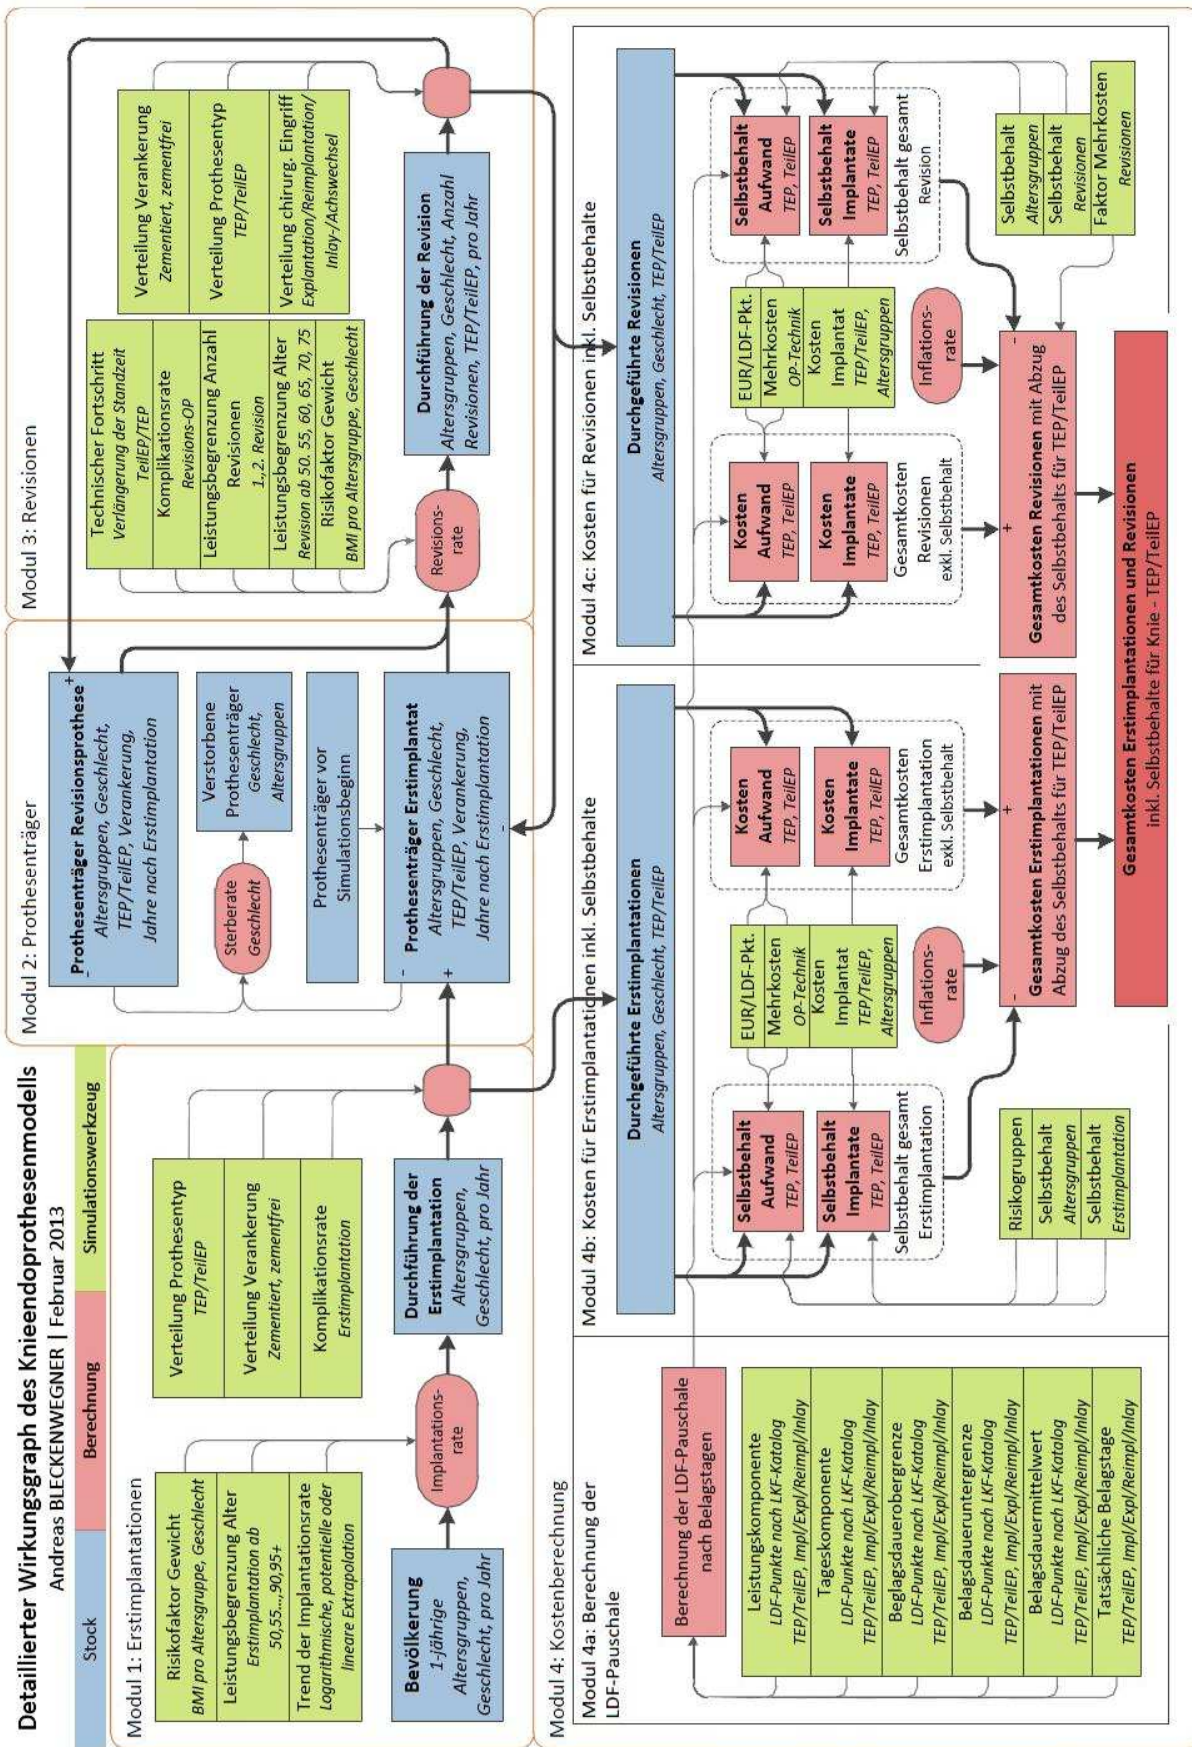 Detaillierter Wirkungsgraph des Knieendoprothesenmodells
Andreas BLECKENWEGNER | Februar 2013
Stock
Berechnung
Simulationswerkzeug
Modul 1: Erstimplantationen
Risikofaktor Gewicht
BMI pro Altersgruppe, Geschlecht
Leistungsbegrenzung Alter
Erstimplantation ab
50,55...,90,95+
Trend der Implantationsrate
Logarithmische, potentielle oder
lineare Extrapolation
Verteilung Prothesentyp
TEP/TeilEP
Verteilung Verankerung
Zementiert, zementfrei
Komplikationsrate
Erstimplantation
Bevölkerung
1-jährige
Altersgruppen,
Geschlecht, pro Jahr
Implantations-
rate
Durchführung der
Erstimplantation
Altersgruppen,
Geschlecht, pro Jahr
Modul 2: Prothesenträger
Prothesenträger Revisionsprothese
+
-
Altersgruppen, Geschlecht,
TEP/TeilEP, Verankerung,
Jahre nach Erstimplantation
Sterberate
Geschlecht
Verstorbene
Prothesenträger
Geschlecht,
Altersgruppen
Prothesenträger vor
Simulationsbeginn
Prothesenträger Erstimplantat
-
-
+
Altersgruppen, Geschlecht,
TEP/TeilEP, Verankerung,
Jahre nach Erstimplantation
Modul 3: Revisionen
Technischer Fortschritt
Verlängerung der Standzeit
TeilEP/TEP
Komplikationsrate
Revisions-OP
Leistungsbegrenzung Anzahl
Revisionen
1.,2. Revision
Leistungsbegrenzung Alter
Revision ab 50. 55, 60, 65, 70, 75
Risikofaktor Gewicht
BMI pro Altersgruppe, Geschlecht
Verteilung Verankerung
Zementiert, zementfrei
Verteilung Prothesentyp
TEP/TeilEP
Verteilung chirurg. Eingriff
Explantation/Reimplantation/
Inlay-/Achswechsel
Revisions-
rate
Durchführung der Revision
Altersgruppen, Geschlecht, Anzahl
Revisionen, TEP/TeilEP, pro Jahr
Modul 4: Kostenberechnung
Modul 4a: Berechnung der
LDF-Pauschale
Berechnung der LDF-Pauschale
nach Belagstagen
Leistungskomponente
LDF-Punkte nach LKF-Katalog
TEP/TeilEP, Impl/Expl/Reimpl/Inlay
Tageskomponente
LDF-Punkte nach LKF-Katalog
TEP/TeilEP, Impl/Expl/Reimpl/Inlay
Beglagsdauerobergrenze
LDF-Punkte nach LKF-Katalog
TEP/TeilEP, Impl/Expl/Reimpl/Inlay
Belagsdaueruntergrenze
LDF-Punkte nach LKF-Katalog
TEP/TeilEP, Impl/Expl/Reimpl/Inlay
Belagsdauermittelwert
LDF-Punkte nach LKF-Katalog
TEP/TeilEP, Impl/Expl/Reimpl/Inlay
Tatsächliche Belagstage
TEP/TeilEP, Impl/Expl/Reimpl/Inlay
Modul 4b: Kosten für Erstimplantationen inkl. Selbstbehalte
Durchgeführte Erstimplantationen
Altersgruppen, Geschlecht, TEP/TeilEP
Selbstbehalt
Aufwand
TEP, TeilEP
Selbstbehalt
Implantate
TEP, TeilEP
Selbstbehalt gesamt
Erstimplantation
EUR/LDF-Pkt.
Mehrkosten
OP-Technik
Kosten
Implantat
TEP/TeilEP,
Altersgruppen
Kosten
Aufwand
TEP, TeilEP
Kosten
Implantate
TEP, TeilEP
Gesamtkosten
Erstimplantation
exkl. Selbstbehalt
Risikogruppen
Selbstbehalt
Altersgruppen
Selbstbehalt
Erstimplantation
Inflations-
rate
-
+
Gesamtkosten Erstimplantationen mit
Abzug des Selbstbehalts für TEP/TeilEP
Modul 4c: Kosten für Revisionen inkl. Selbstbehalte
Durchgeführte Revisionen
Altersgruppen, Geschlecht, TEP/TeilEP
Kosten
Aufwand
TEP, TeilEP
Kosten
Implantate
TEP, TeilEP
Gesamtkosten
Revisionen
exkl. Selbstbehalt
EUR/LDF-Pkt.
Mehrkosten
OP-Technik
Kosten
Implantat
TEP/TeilEP,
Altersgruppen
Selbstbehalt
Aufwand
TEP, TeilEP
Selbstbehalt
Implantate
TEP, TeilEP
Selbstbehalt gesamt
Revision
Inflations-
rate
Selbstbehalt
Altersgruppen
Selbstbehalt
Revisionen
Faktor Mehrkosten
Revisionen
+
-
Gesamtkosten Revisionen mit Abzug
des Selbstbehalts für TEP/TeilEP
Gesamtkosten Erstimplantationen und Revisionen
inkl. Selbstbehalte für Knie - TEP/TeilEP